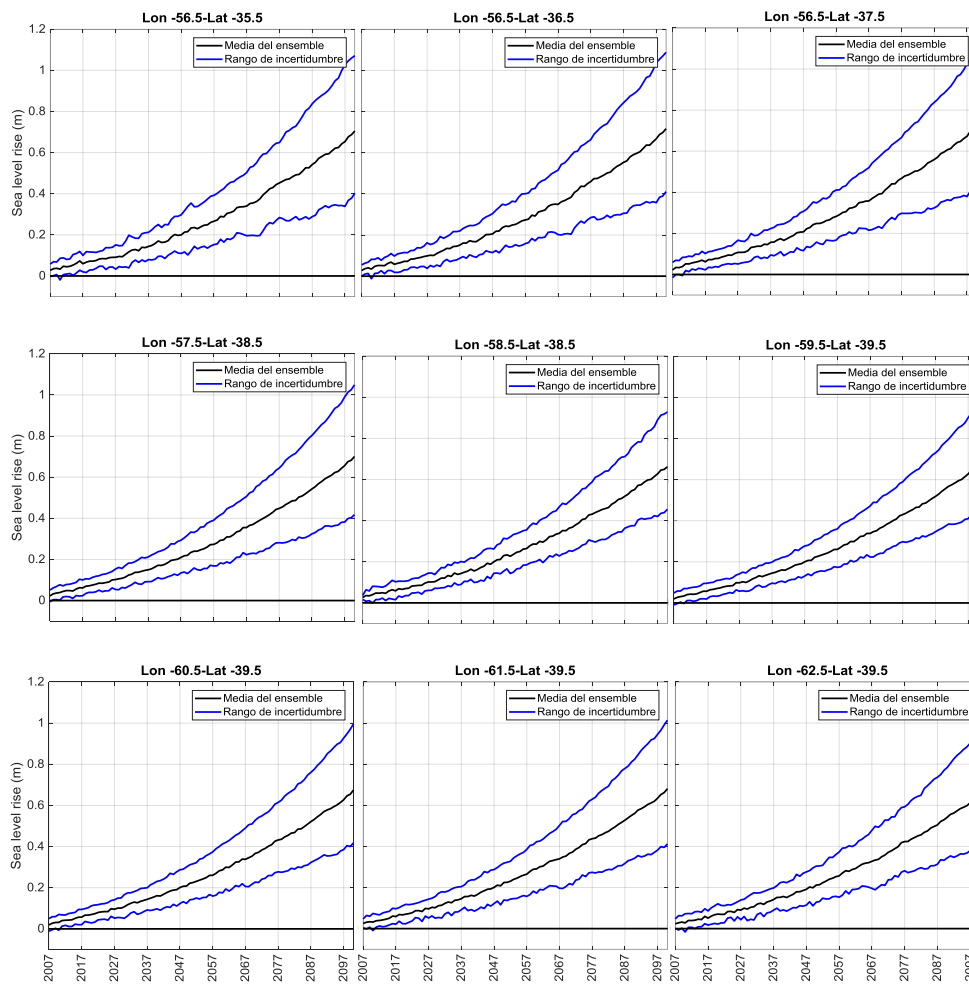 Lon -56.5-Lat -35.5
Lon -56.5-Lat -36.5
Lon -56.5-Lat -37.5
Media del ensemble
Rango de incertidumbre
Media del ensemble
Rango de incertidumbre
Media del ensemble
Rango de incertidumbre
Sea level rise (m)
1.2
1
0.8
0.6
0.4
0.2
0
Lon -57.5-Lat -38.5
Lon -58.5-Lat -38.5
Lon -59.5-Lat -39.5
Media del ensemble
Rango de incertidumbre
Media del ensemble
Rango de incertidumbre
Media del ensemble
Rango de incertidumbre
Sea level rise (m)
1.2
1
0.8
0.6
0.4
0.2
0
Lon -60.5-Lat -39.5
Lon -61.5-Lat -39.5
Lon -62.5-Lat -39.5
Media del ensemble
Rango de incertidumbre
Media del ensemble
Rango de incertidumbre
Media del ensemble
Rango de incertidumbre
Sea level rise (m)
1.2
1
0.8
0.6
0.4
0.2
0
2007 2017 2027 2037 2047 2057 2067 2077 2087 2097
2007 2017 2027 2037 2047 2057 2067 2077 2087 2097
2007 2017 2027 2037 2047 2057 2067 2077 2087 2097